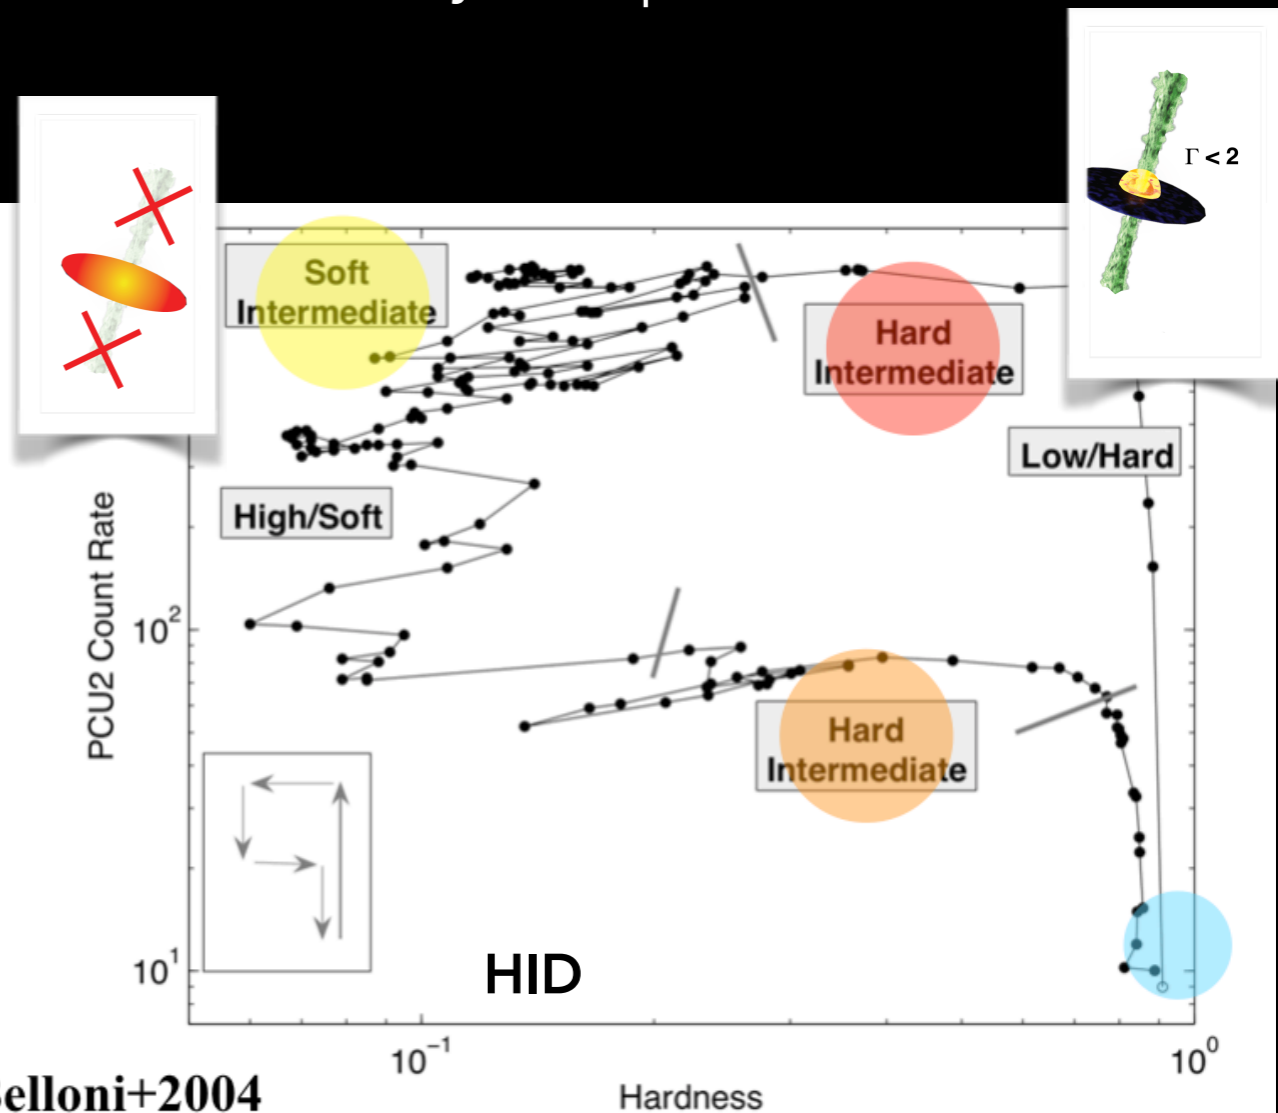 Γ < 2
Soft
Intermediate
Hard
Intermediate
Low/Hard
High/Soft
PCU2 Count Rate
10²
Hard
Intermediate
HID
10¹
10⁻¹
10⁰
Hardness
elloni+2004